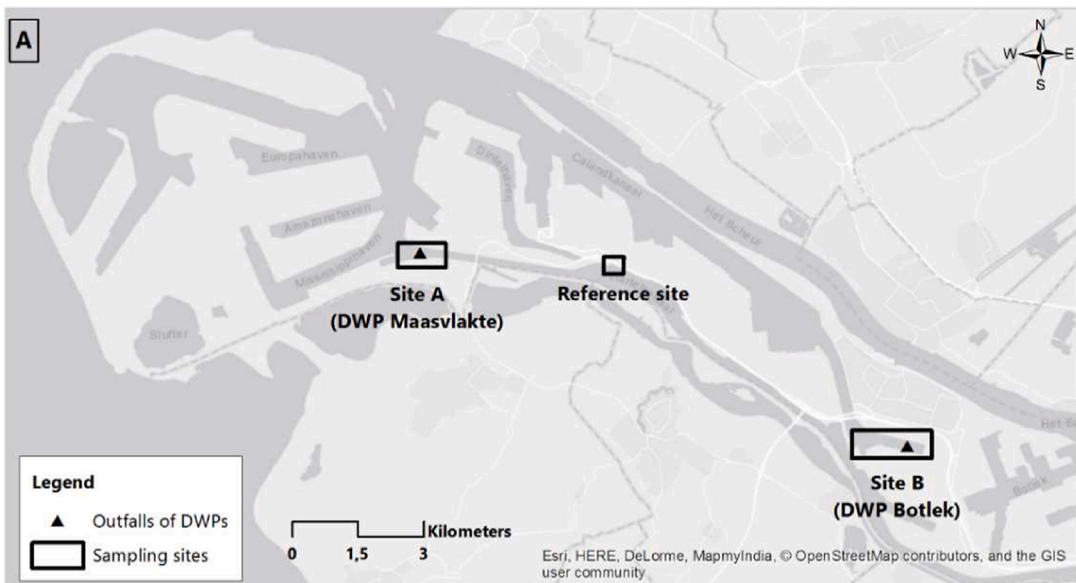 A
N
W E
S
Europahaven
Dintelhaven
Calandkanaal
Amazonehaven
Het Scheur
Mississippihaven
Site A
(DWP Maasvlakte)
Reference site
Slufter
Site B
(DWP Botlek)
Botlek
Legend
Outfalls of DWPs
Sampling sites
Kilometers
0 1,5 3
Esri, HERE, DeLorme, MapmyIndia, © OpenStreetMap contributors, and the GIS
user community